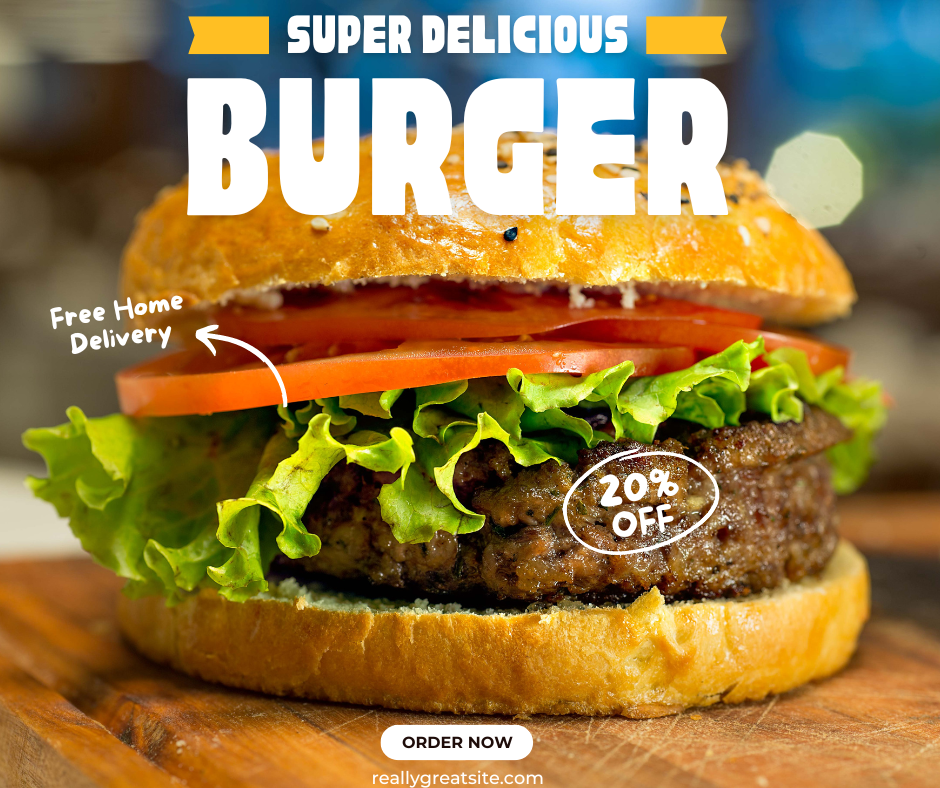 SUPER DELICIOUS
BURGER
Free Home
Delivery
20%
OFF
ORDER NOW
reallygreatsite.com